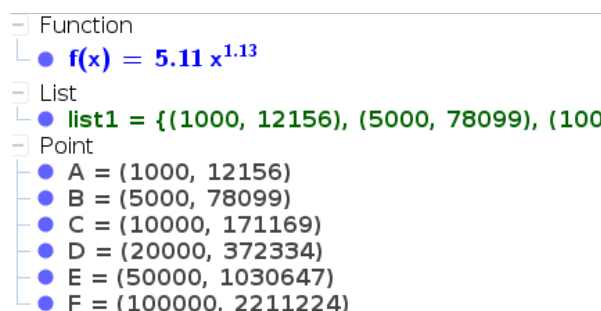 Function
f(x) = 5.11 x^1.13
List
list1 = {(1000, 12156), (5000, 78099), (100
Point
A = (1000, 12156)
B = (5000, 78099)
C = (10000, 171169)
D = (20000, 372334)
E = (50000, 1030647)
F = (100000, 2211224)